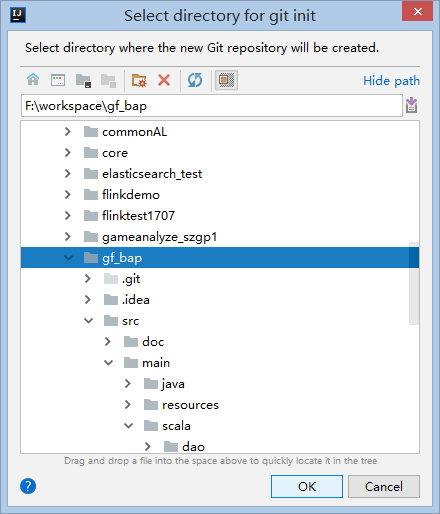 IJ
Select directory for git init
Select directory where the new Git repository will be created.
Hide path
F:\workspace\gf_bap
commonAL
core
elasticsearch_test
flinkdemo
flinktest1707
gameanalyze_szgp1
gf_bap
.git
.idea
src
doc
main
java
resources
scala
dao
Drag and drop a file into the space above to quickly locate it in the tree
?
OK
Cancel